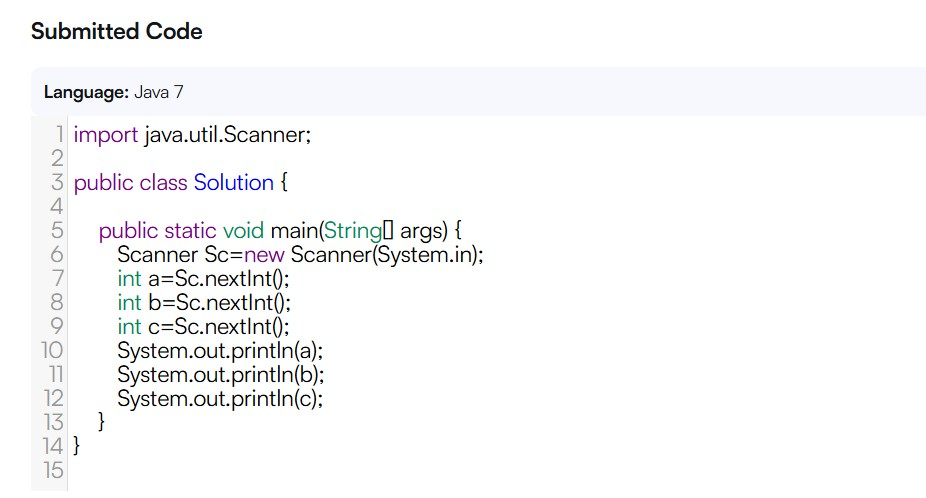 Submitted Code
Language: Java 7
1 import java.util.Scanner;
2
3 public class Solution {
4
5 public static void main(String[] args) {
6 Scanner Sc=new Scanner(System.in);
7 int a=Sc.nextInt();
8 int b=Sc.nextInt();
9 int c=Sc.nextInt();
10 System.out.println(a);
11 System.out.println(b);
12 System.out.println(c);
13 }
14 }
15